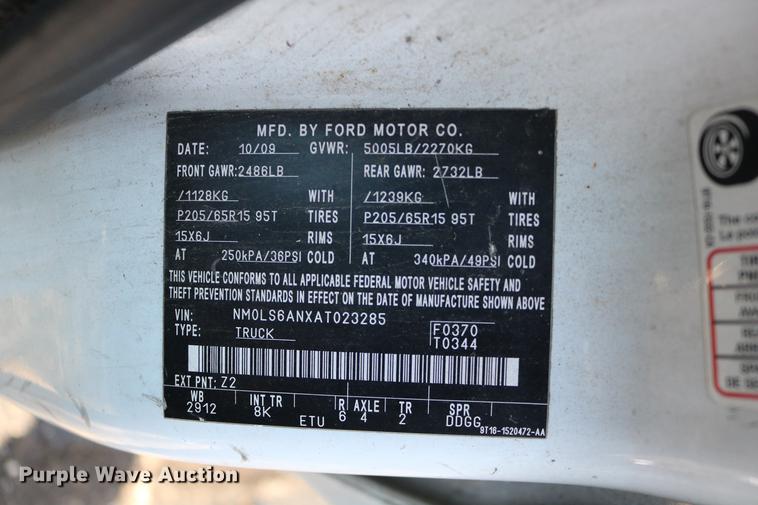 MFD. BY FORD MOTOR CO.
DATE: 10/09 GVWR: 5005LB/2270KG
FRONT GAWR: 2486LB REAR GAWR: 2732LB
/1128KG WITH /1239KG WITH
P205/65R15 95T TIRES P205/65R15 95T TIRES
15X6J RIMS 15X6J RIMS
AT 250kPA/36PSI COLD AT 340kPA/49PSI COLD
THIS VEHICLE CONFORMS TO ALL APPLICABLE FEDERAL MOTOR VEHICLE SAFETY AND
THEFT PREVENTION STANDARDS IN EFFECT ON THE DATE OF MANUFACTURE SHOWN ABOVE
VIN: NM0LS6ANXAT023285 F0370
TYPE: TRUCK T0344
EXT PNT: Z2
WB INT TR R AXLE TR SPR
2912 8K 6 4 2 DDGG
ETU
9T16-1520472-AA
The co
La po
Purple Wave Auction